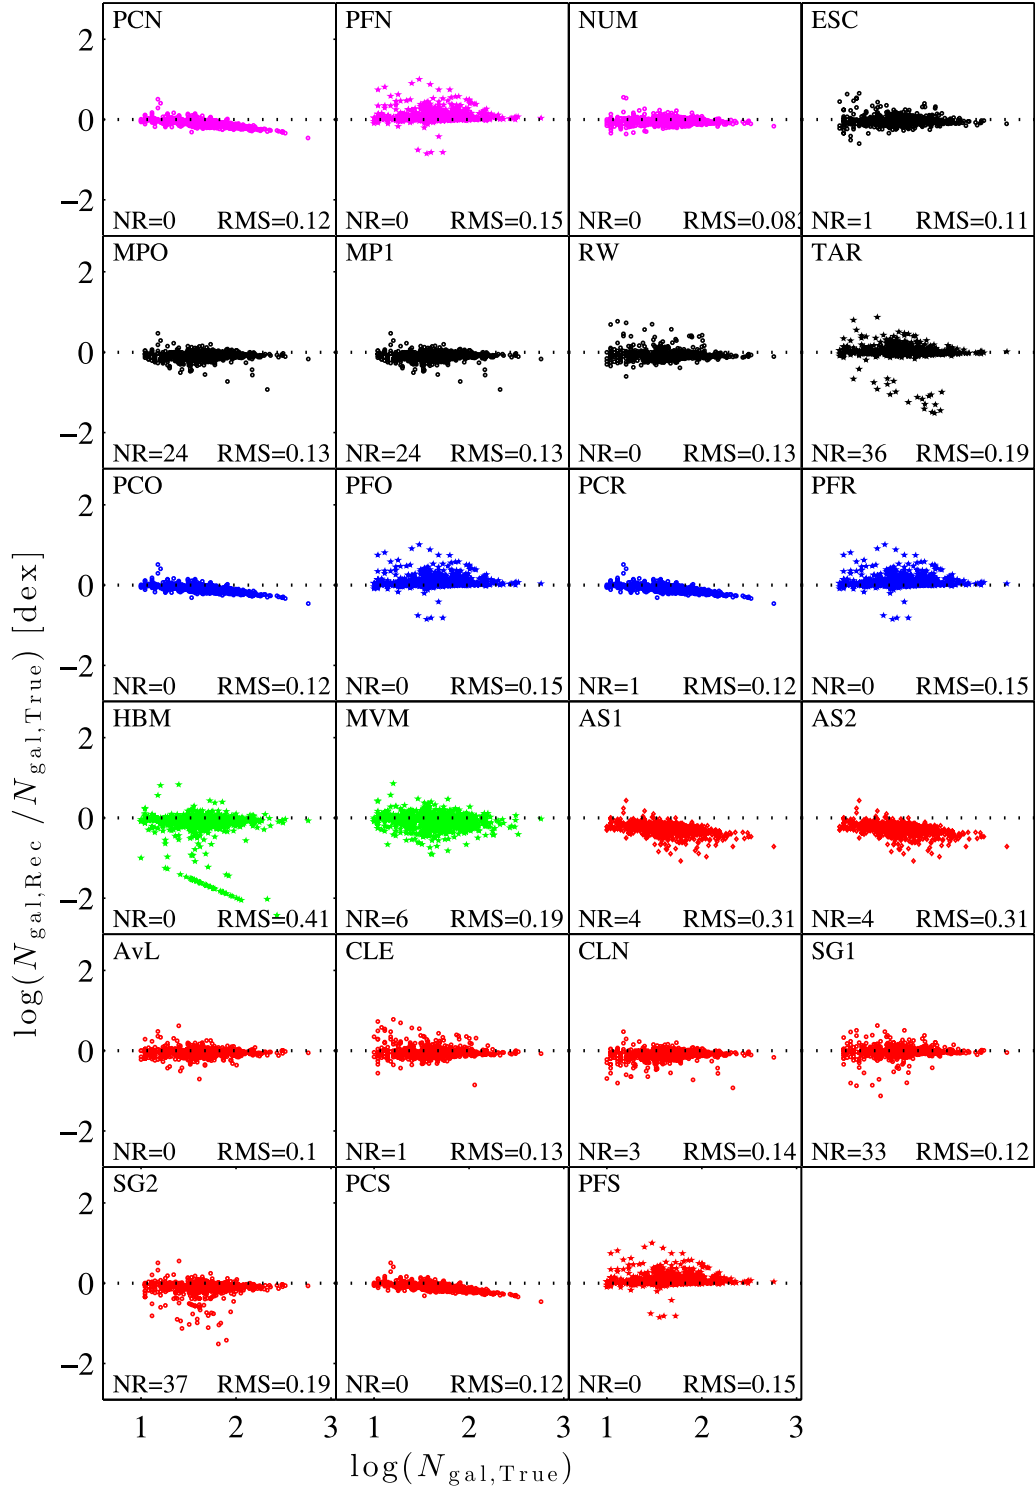 PCN PFN NUM ESC
2
0
−2
NR=0 RMS=0.12 NR=0 RMS=0.15 NR=0 RMS=0.08 NR=1 RMS=0.11
MPO MP1 RW TAR
2
0
−2
NR=24 RMS=0.13 NR=24 RMS=0.13 NR=0 RMS=0.13 NR=36 RMS=0.19
PCO PFO PCR PFR
2
0
−2
NR=0 RMS=0.12 NR=0 RMS=0.15 NR=1 RMS=0.12 NR=0 RMS=0.15
log(N_gal,Rec /N_gal,True) [dex]
HBM MVM AS1 AS2
2
0
−2
NR=0 RMS=0.41 NR=6 RMS=0.19 NR=4 RMS=0.31 NR=4 RMS=0.31
AvL CLE CLN SG1
2
0
−2
NR=0 RMS=0.1 NR=1 RMS=0.13 NR=3 RMS=0.14 NR=33 RMS=0.12
SG2 PCS PFS
2
0
−2
NR=37 RMS=0.19 NR=0 RMS=0.12 NR=0 RMS=0.15
1 2 3 1 2 3 1 2 3
log(N_gal,True)